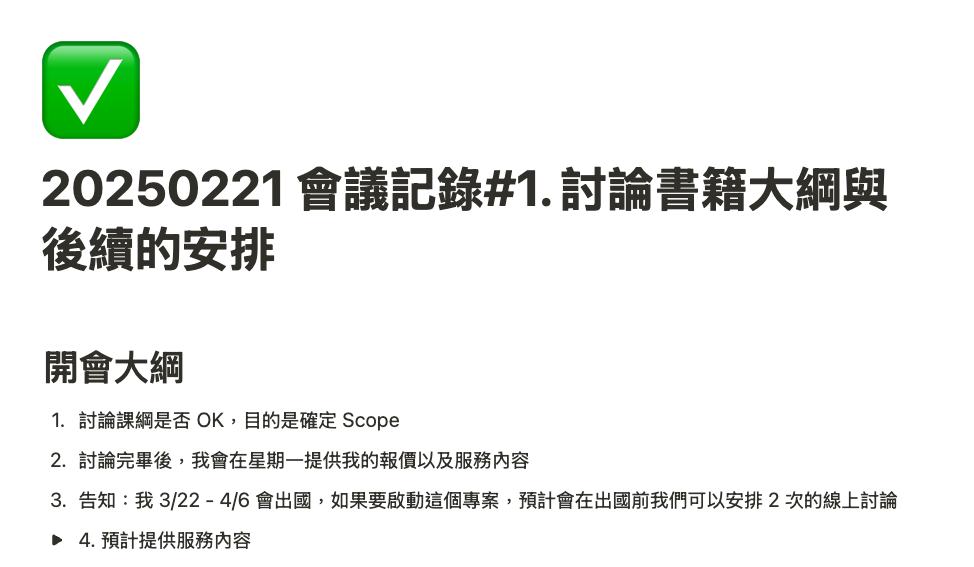 20250221 會議記錄#1. 討論書籍大綱與
後續的安排
開會大綱
1. 討論課綱是否 OK，目的是確定 Scope
2. 討論完畢後，我會在星期一提供我的報價以及服務內容
3. 告知：我 3/22 - 4/6 會出國，如果要啟動這個專案，預計會在出國前我們可以安排 2 次的線上討論
4. 預計提供服務內容